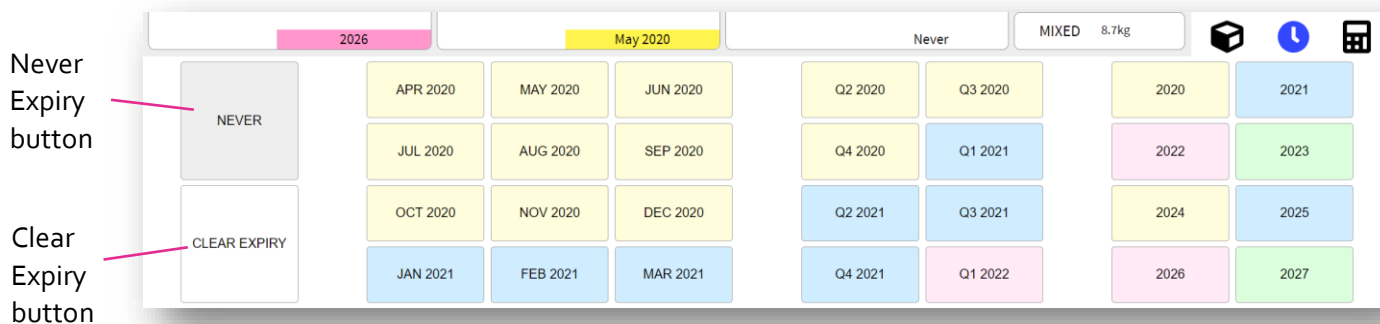 2026 May 2020 Never MIXED 8.7kg
Never
Expiry
button
NEVER
CLEAR EXPIRY
Clear
Expiry
button
APR 2020 MAY 2020 JUN 2020
JUL 2020 AUG 2020 SEP 2020
OCT 2020 NOV 2020 DEC 2020
JAN 2021 FEB 2021 MAR 2021
Q2 2020 Q3 2020
Q4 2020 Q1 2021
Q2 2021 Q3 2021
Q4 2021 Q1 2022
2020 2021
2022 2023
2024 2025
2026 2027